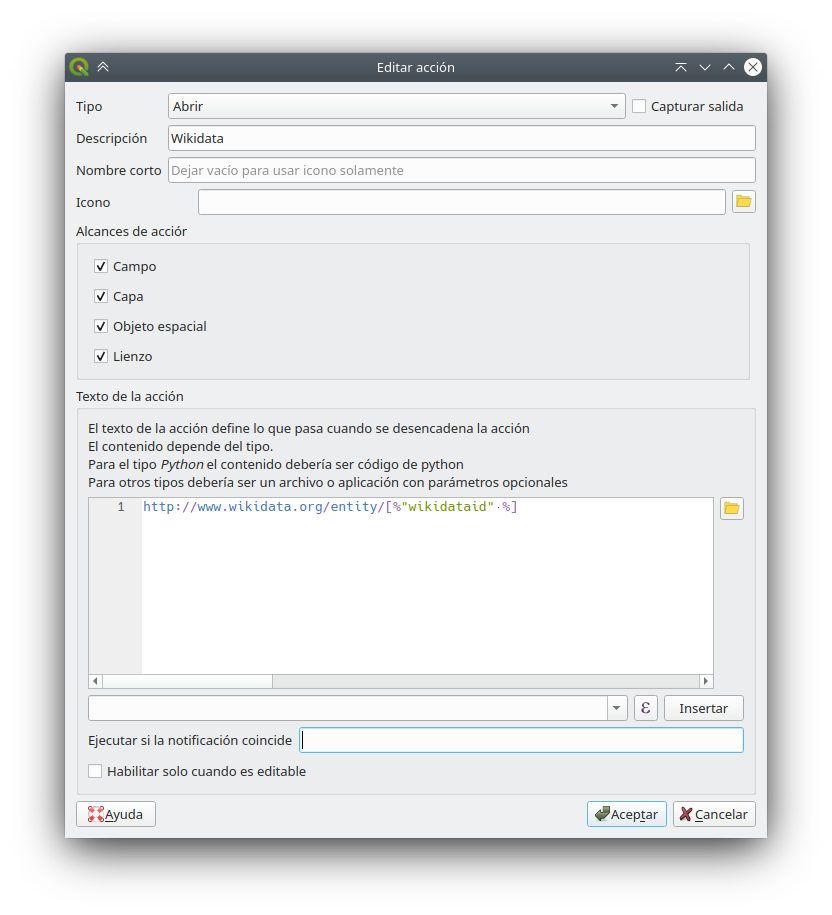 Editar acción
Tipo
Abrir
Capturar salida
Descripción
Wikidata
Nombre corto
Dejar vacío para usar icono solamente
Icono
Alcances de acciór
Campo
Capa
Objeto espacial
Lienzo
Texto de la acción
El texto de la acción define lo que pasa cuando se desencadena la acción
El contenido depende del tipo.
Para el tipo Python el contenido debería ser código de python
Para otros tipos debería ser un archivo o aplicación con parámetros opcionales
1 http://www.wikidata.org/entity/[%"wikidataid"·%]
ε
Insertar
Ejecutar si la notificación coincide
Habilitar solo cuando es editable
Ayuda
Aceptar
Cancelar